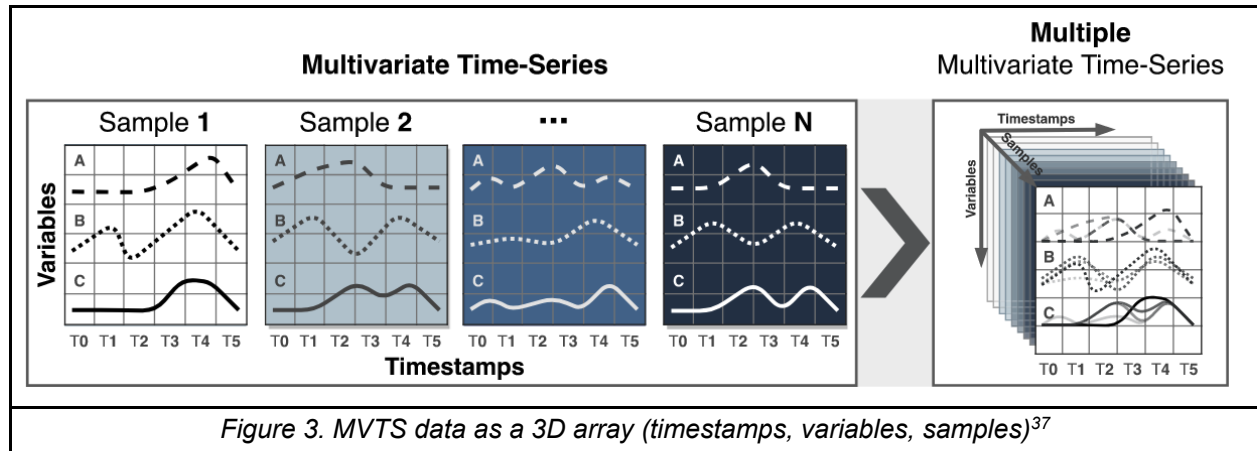 Multivariate Time-Series
Multiple
Multivariate Time-Series
Sample 1
Sample 2
...
Sample N
Variables
A
B
C
T0 T1 T2 T3 T4 T5
A
B
C
T0 T1 T2 T3 T4 T5
A
B
C
T0 T1 T2 T3 T4 T5
A
B
C
T0 T1 T2 T3 T4 T5
Timestamps
Timestamps
Samples
Variables
A
B
C
T0 T1 T2 T3 T4 T5
Figure 3. MVTS data as a 3D array (timestamps, variables, samples)37